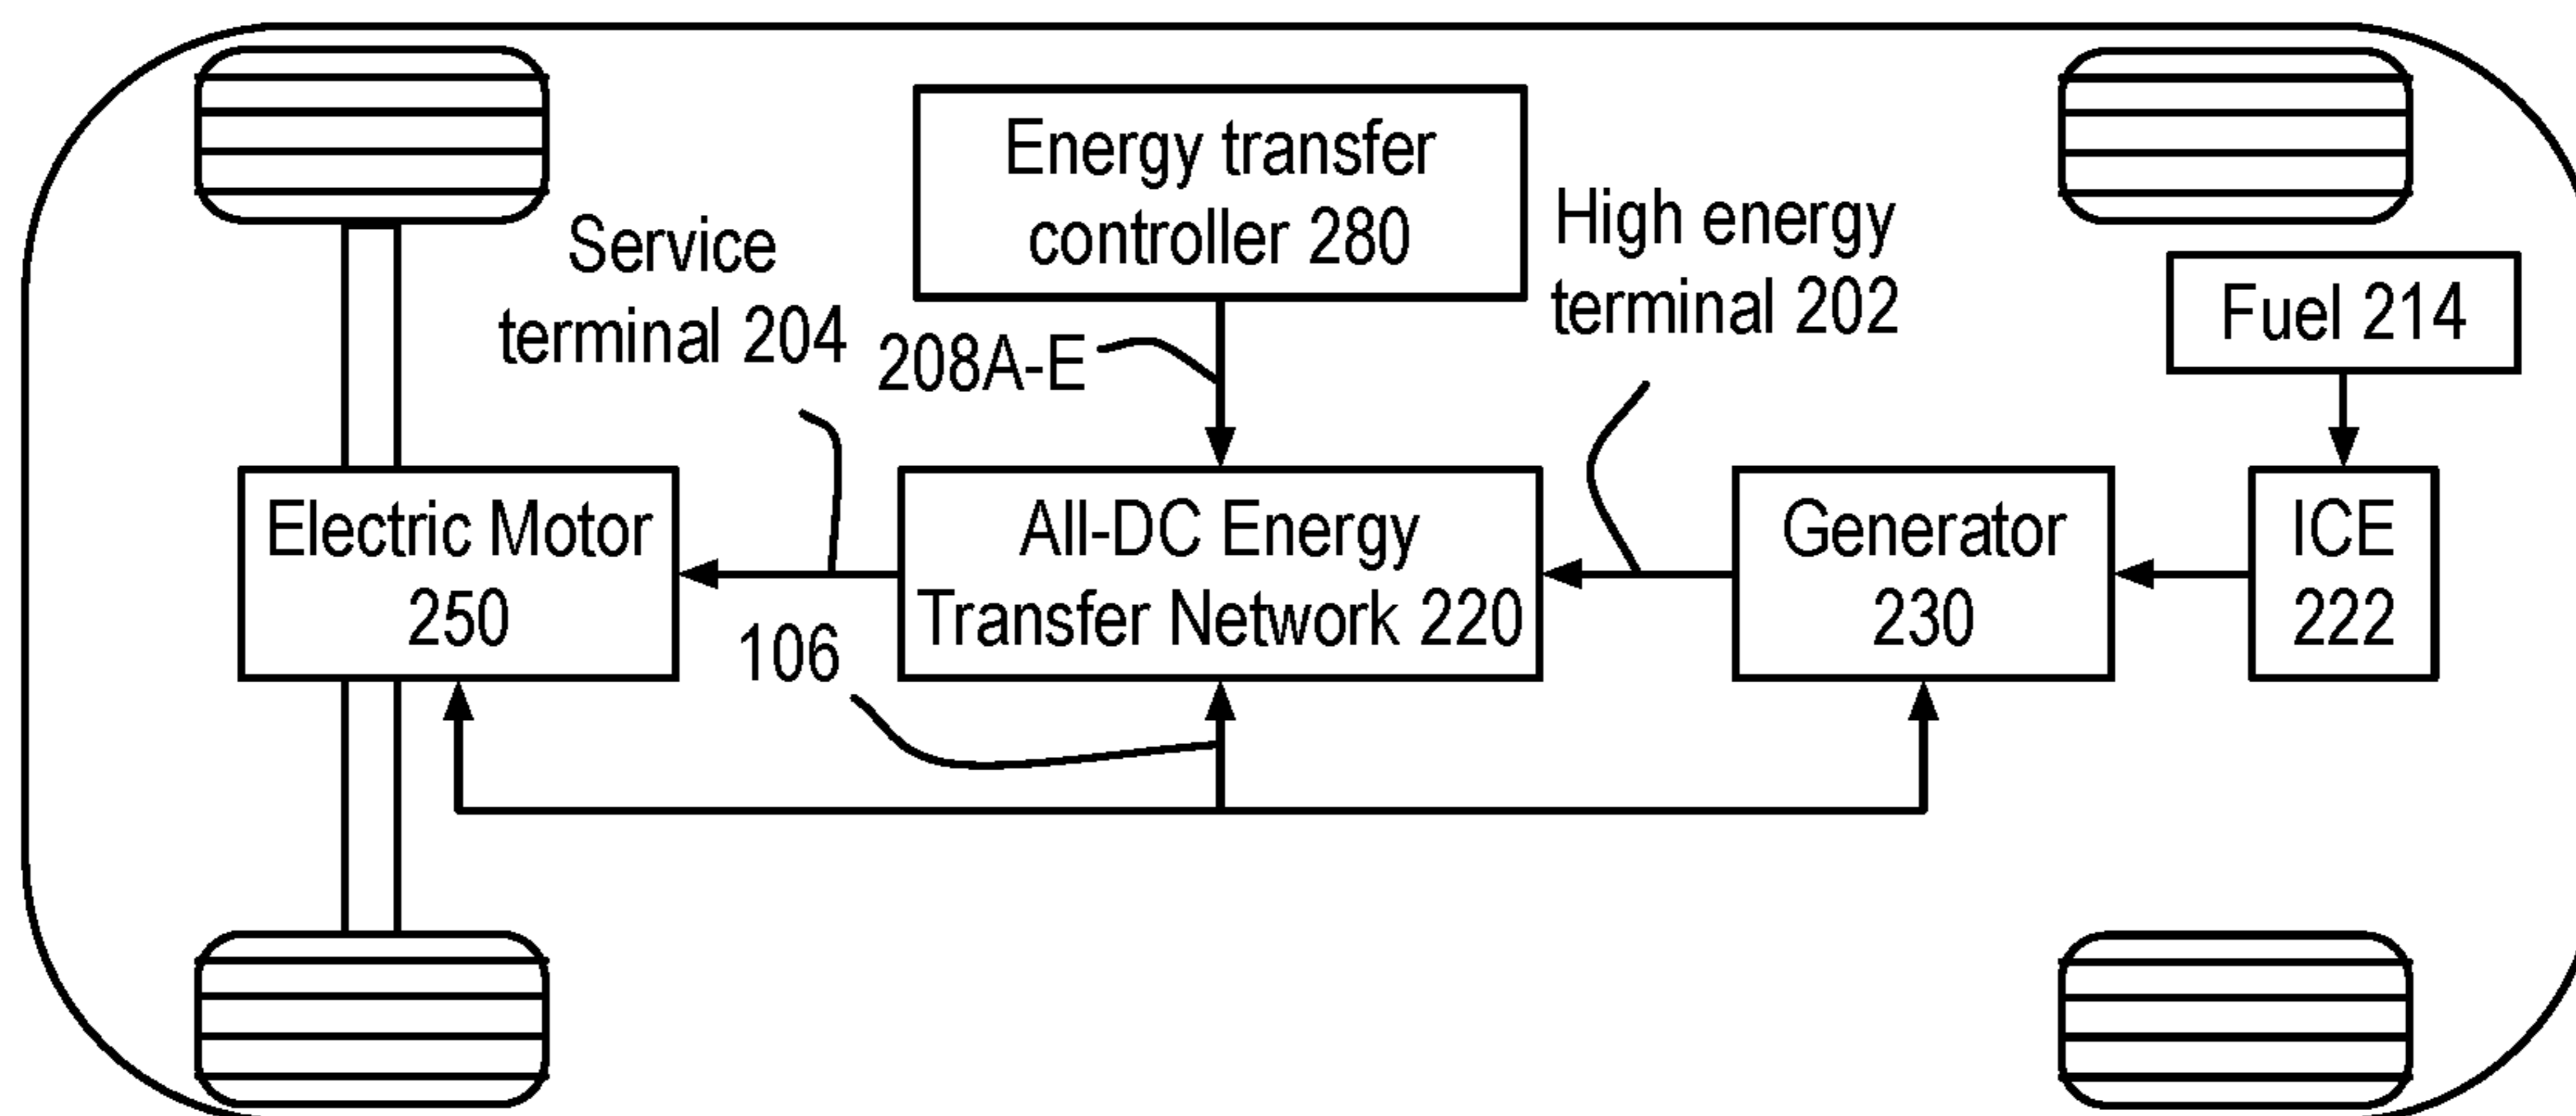 Energy transfer
controller 280
Service
terminal 204
208A-E
High energy
terminal 202
Fuel 214
Electric Motor
250
All-DC Energy
Transfer Network 220
Generator
230
ICE
222
106